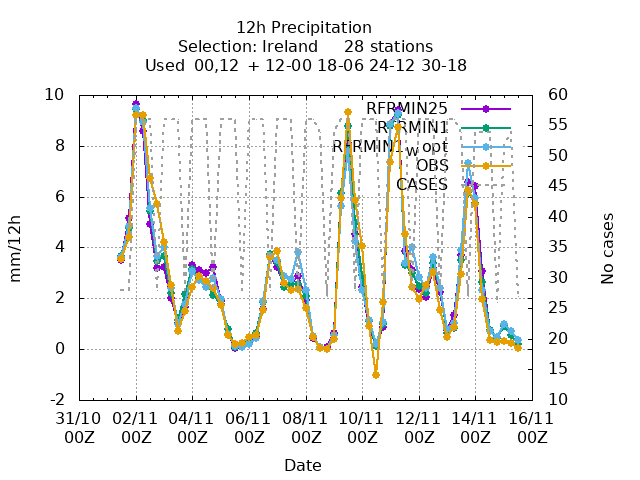 12h Precipitation
Selection: Ireland 28 stations
Used 00,12 + 12-00 18-06 24-12 30-18
mm/12h
10
8
6
4
2
0
-2
60
55
50
45
40
35
30
25
20
15
10
No cases
RFRMIN25
RFRMIN1
RFRMIN1_w opt
OBS
CASES
31/10 02/11 04/11 06/11 08/11 10/11 12/11 14/11 16/11
00Z 00Z 00Z 00Z 00Z 00Z 00Z 00Z 00Z
Date